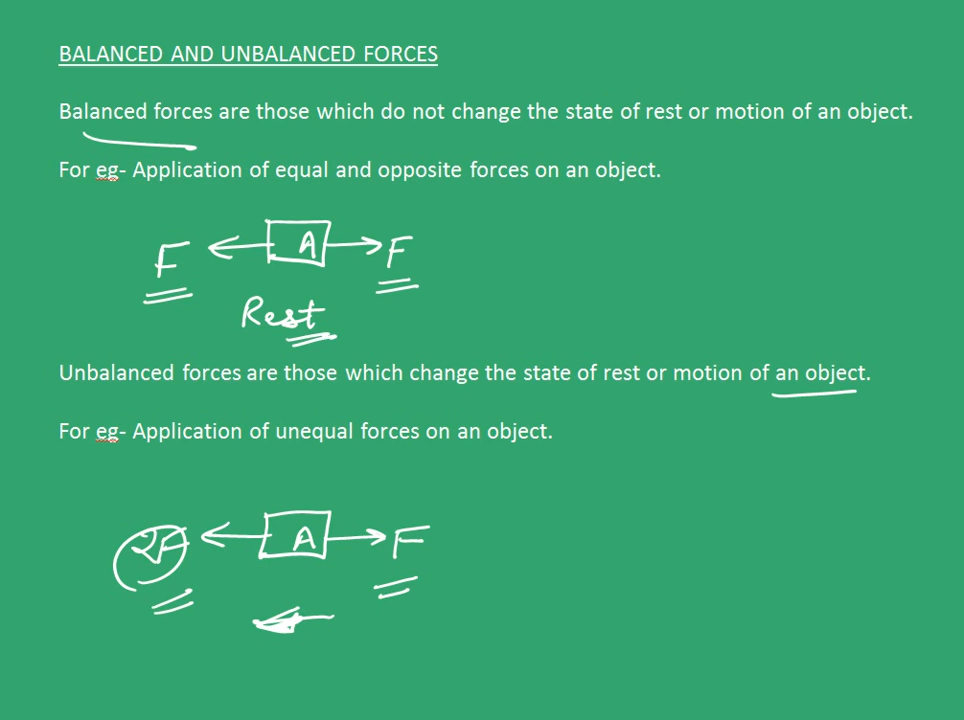 BALANCED AND UNBALANCED FORCES
Balanced forces are those which do not change the state of rest or motion of an object.
For eg- Application of equal and opposite forces on an object.
F A F
Rest
Unbalanced forces are those which change the state of rest or motion of an object.
For eg- Application of unequal forces on an object.
2F A F